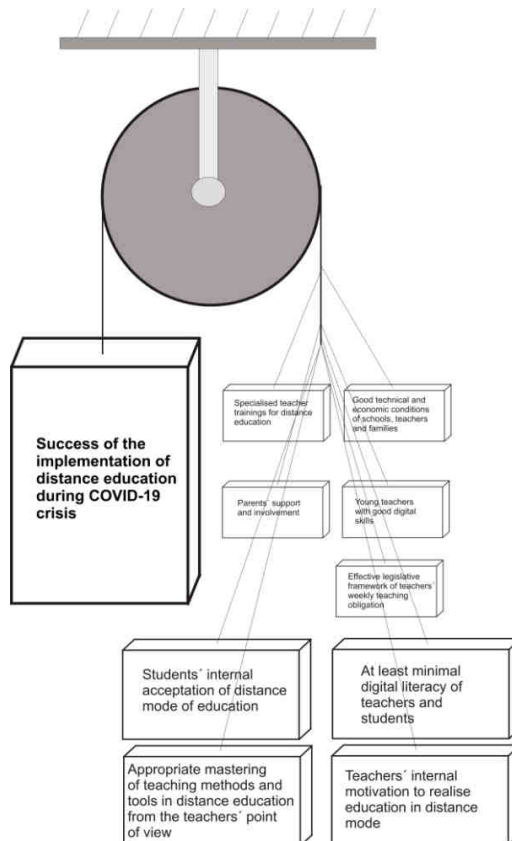 Success of the
implementation of
distance education
during COVID-19
crisis
Specialised teacher
trainings for distance
education
Good technical and
economic conditions
of schools, teachers
and families
Parents´ support
and involvement
Young teachers
with good digital
skills
Effective legislative
framework of teachers´
weekly teaching
obligation
Students´ internal
acceptation of distance
mode of education
At least minimal
digital literacy of
teachers and
students
Appropriate mastering
of teaching methods and
tools in distance education
from the teachers´ point
of view
Teachers´ internal
motivation to realise
education in distance
mode